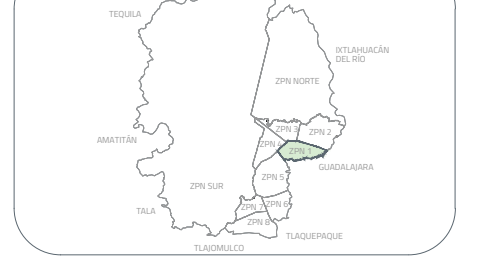 TEQUILA
IXTLAHUACÁN
DEL RÍO
ZPN NORTE
ZPN 3
ZPN 2
AMATITÁN
ZPN 4
ZPN 1
GUADALAJARA
ZPN 5
ZPN SUR
TALA
ZPN 7
ZPN 6
ZPN 8
TLAQUEPAQUE
TLAJOMULCO